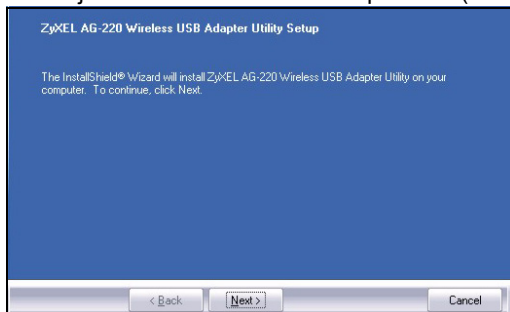 ZyXEL AG-220 Wireless USB Adapter Utility Setup
The InstallShield® Wizard will install ZyXEL AG-220 Wireless USB Adapter Utility on your
computer. To continue, click Next.
< Back
Next >
Cancel